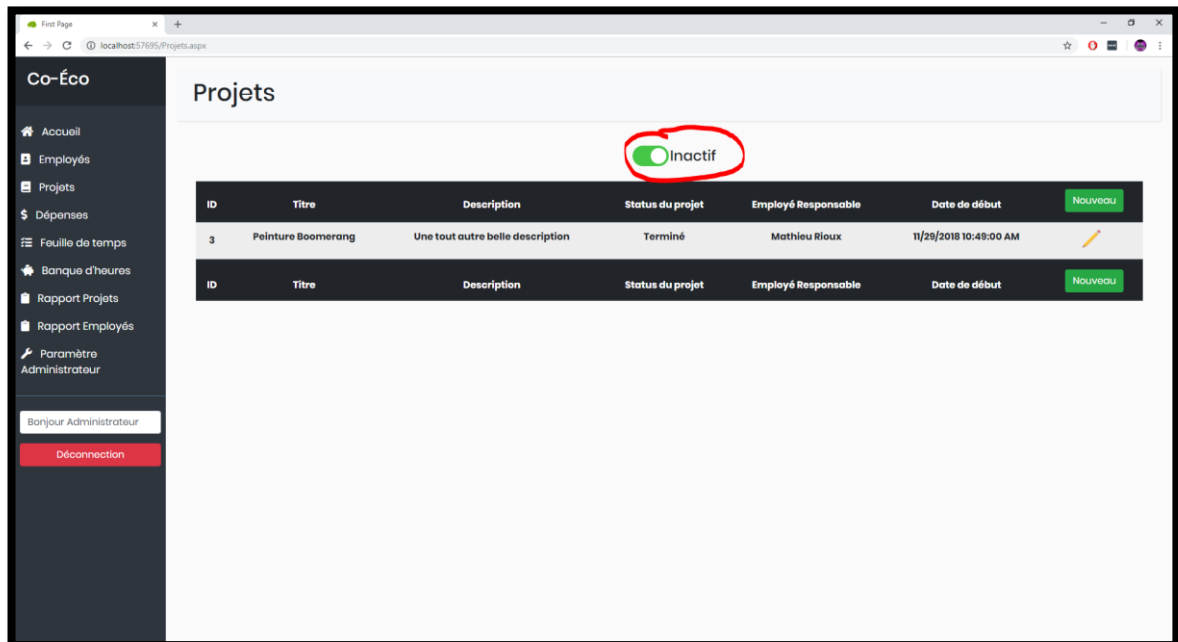 First Page
localhost:57695/Projets.aspx
Co-Éco
Projets
Accueil
Employés
Projets
Dépenses
Feuille de temps
Banque d'heures
Rapport Projets
Rapport Employés
Paramètre
Administrateur
Bonjour Administrateur
Déconnection
Inactif
ID Titre Description Status du projet Employé Responsable Date de début Nouveau
3 Peinture Boomerang Une tout autre belle description Terminé Mathieu Rioux 11/29/2018 10:49:00 AM
ID Titre Description Status du projet Employé Responsable Date de début Nouveau